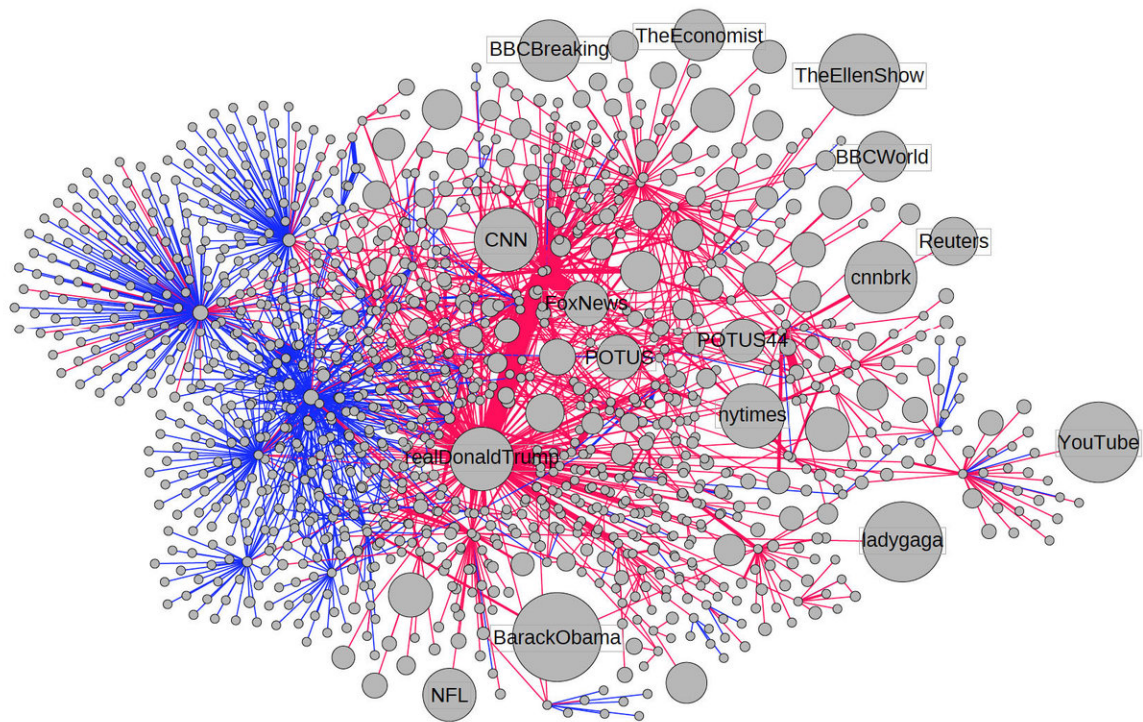 BBCBreaking
TheEconomist
TheEllenShow
BBCWorld
CNN
Reuters
cnnbrk
FoxNews
POTUS
POTUS44
nytimes
realDonaldTrump
YouTube
ladygaga
BarackObama
NFL